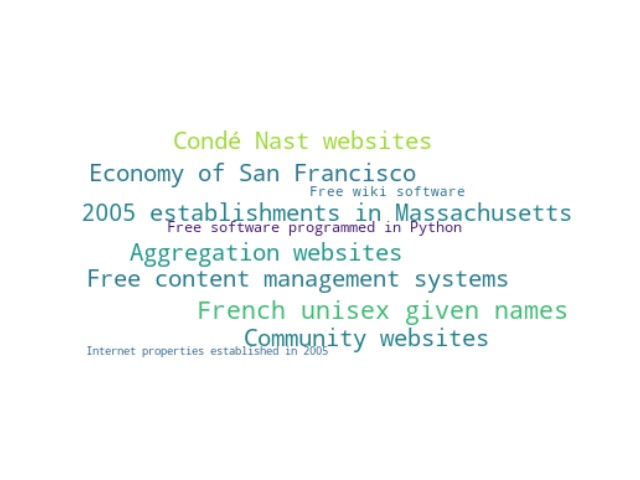 Condé Nast websites
Economy of San Francisco
Free wiki software
2005 establishments in Massachusetts
Free software programmed in Python
Aggregation websites
Free content management systems
French unisex given names
Community websites
Internet properties established in 2005